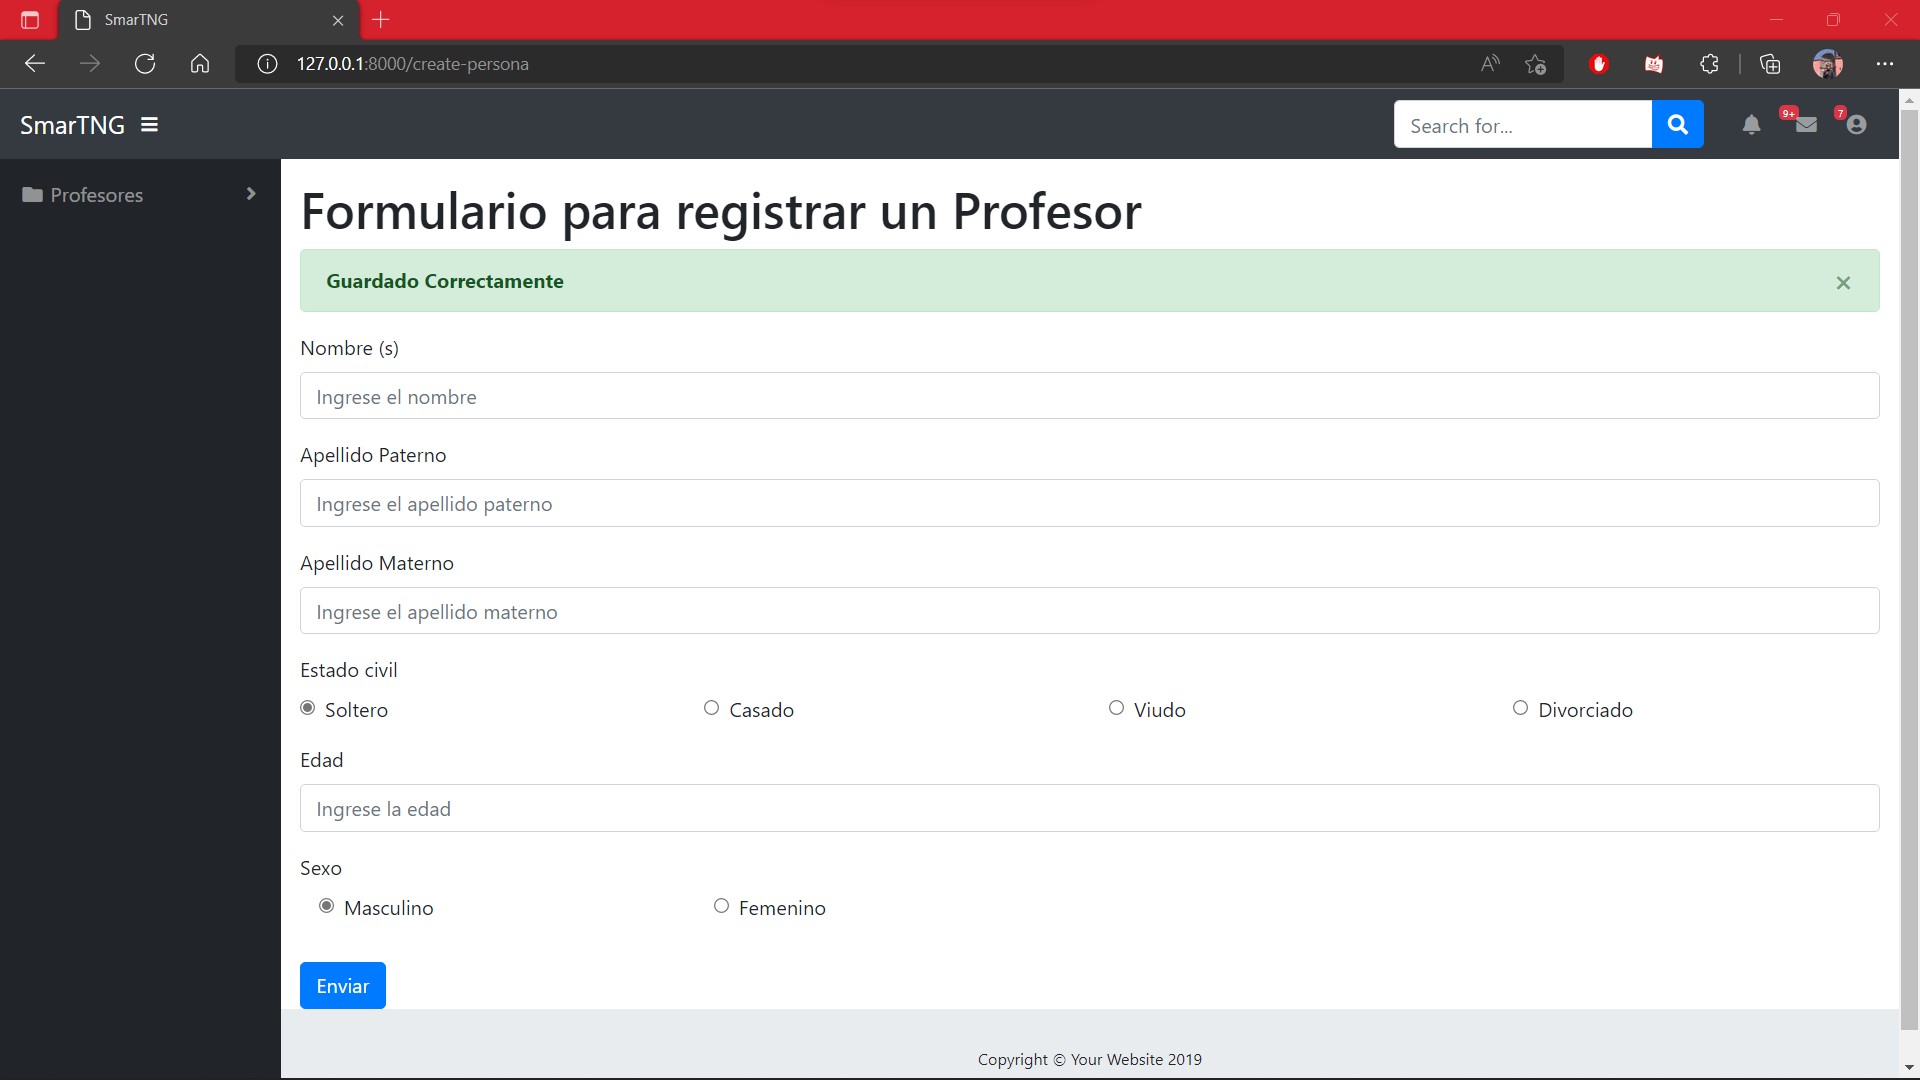 SmarTNG
127.0.0.1:8000/create-persona
SmarTNG
Search for...
9+
7
Profesores
Formulario para registrar un Profesor
Guardado Correctamente
Nombre (s)
Ingrese el nombre
Apellido Paterno
Ingrese el apellido paterno
Apellido Materno
Ingrese el apellido materno
Estado civil
Soltero Casado Viudo Divorciado
Edad
Ingrese la edad
Sexo
Masculino Femenino
Enviar
Copyright © Your Website 2019